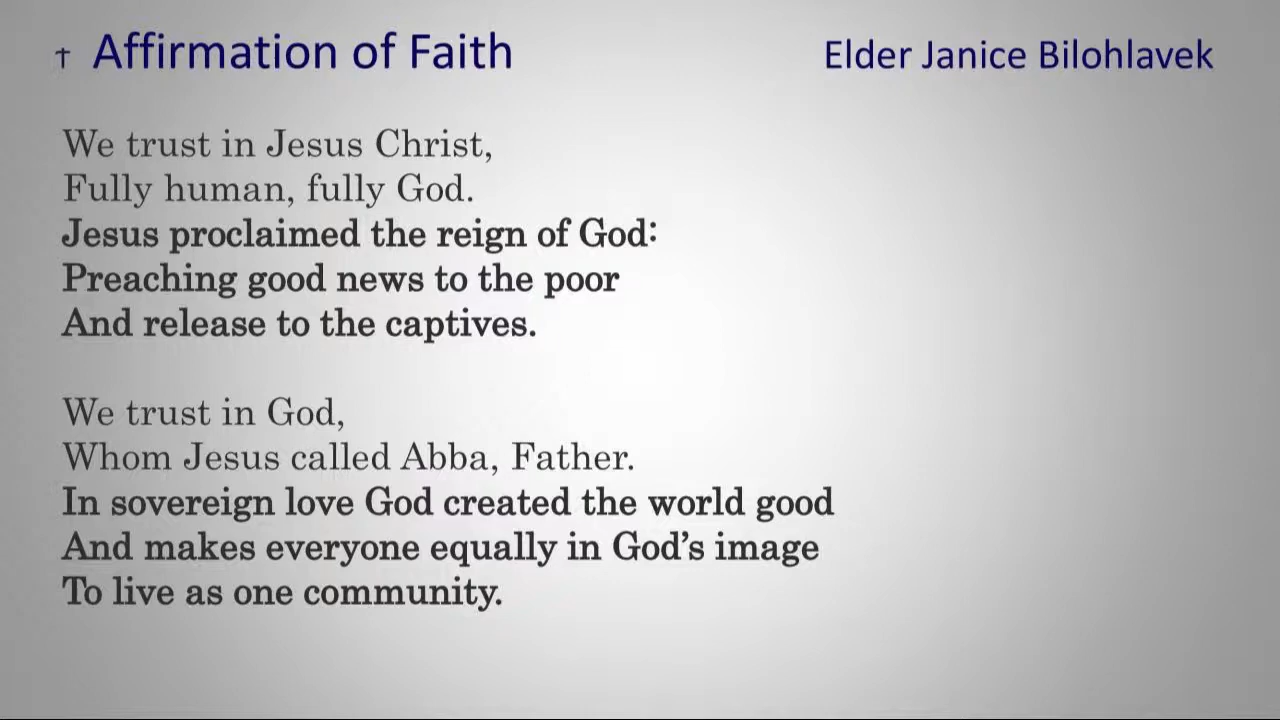 † Affirmation of Faith Elder Janice Bilohlavek
We trust in Jesus Christ,
Fully human, fully God.
Jesus proclaimed the reign of God:
Preaching good news to the poor
And release to the captives.
We trust in God,
Whom Jesus called Abba, Father.
In sovereign love God created the world good
And makes everyone equally in God’s image
To live as one community.